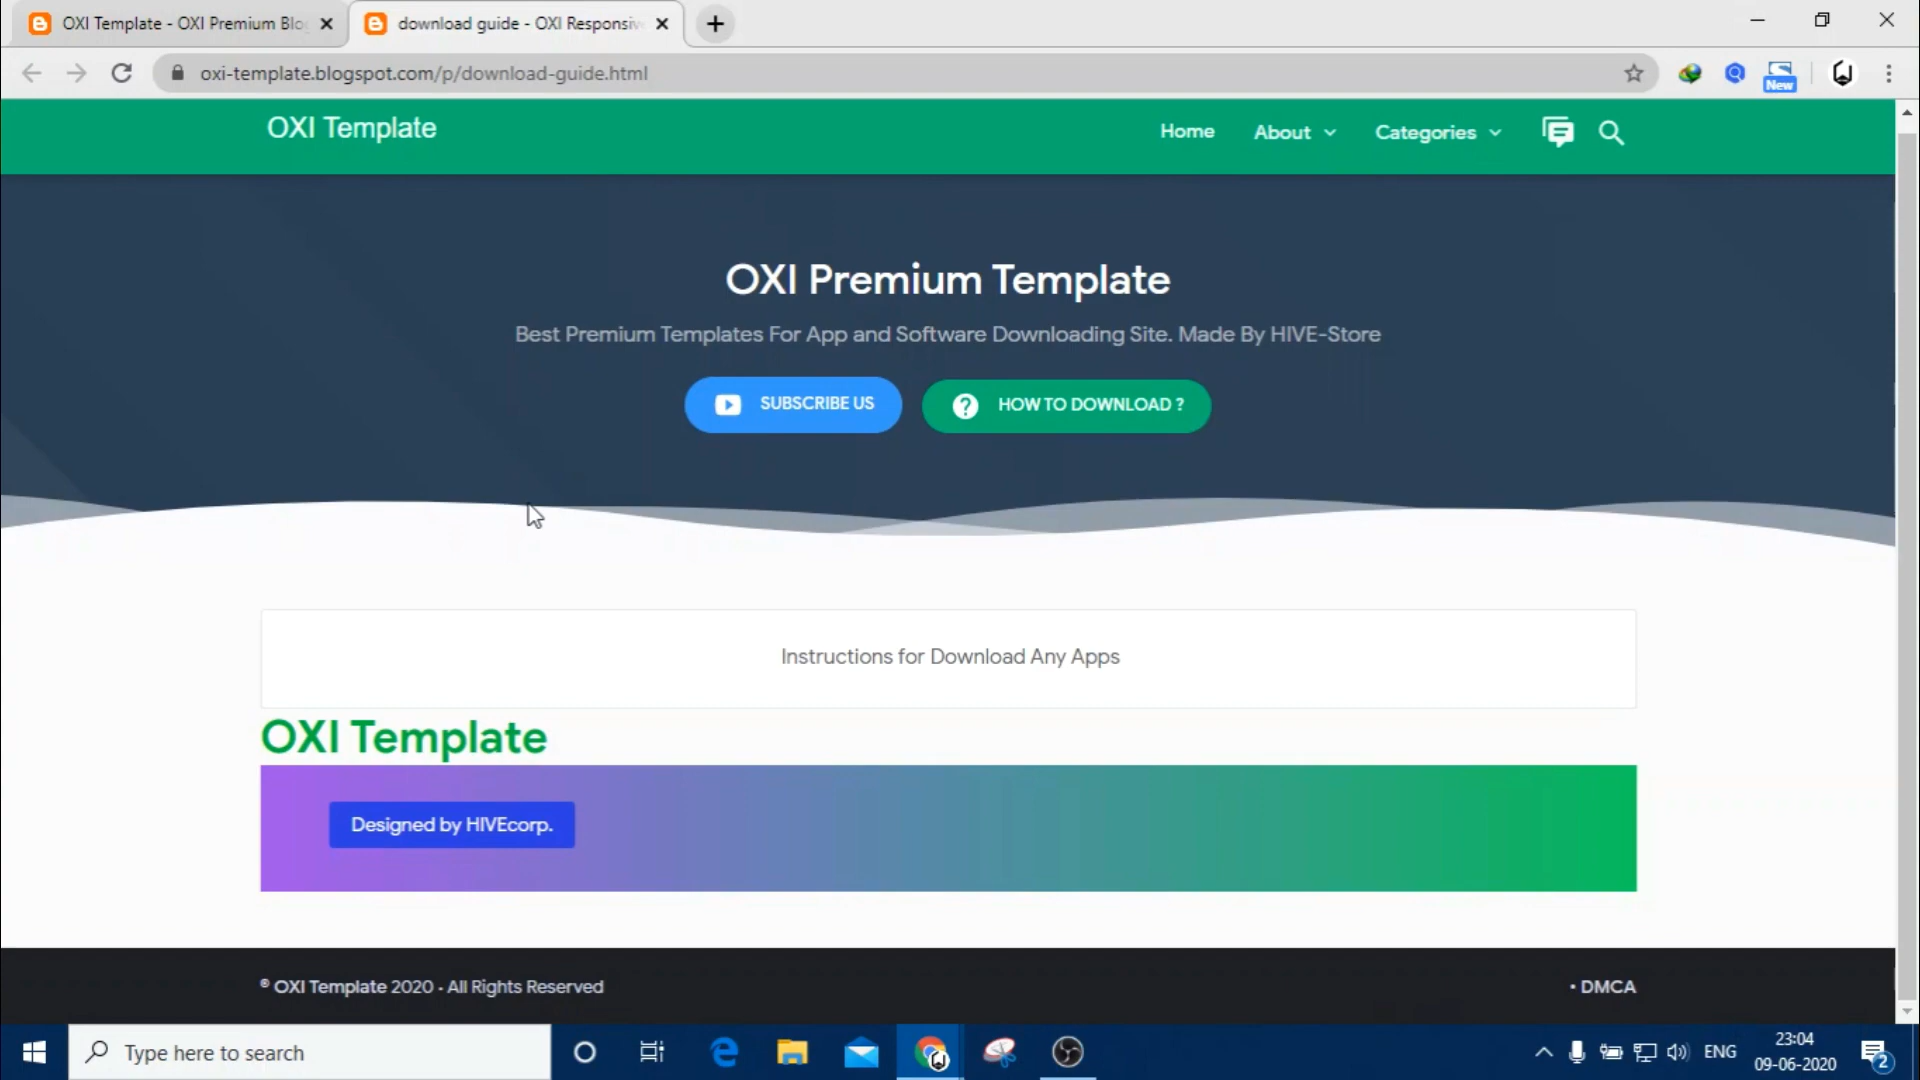 OXI Template - OXI Premium Blo
download guide - OXI Responsiv
oxi-template.blogspot.com/p/download-guide.html
New
OXI Template
Home
About
Categories
OXI Premium Template
Best Premium Templates For App and Software Downloading Site. Made By HIVE-Store
SUBSCRIBE US
HOW TO DOWNLOAD ?
Instructions for Download Any Apps
OXI Template
Designed by HIVEcorp.
© OXI Template 2020 • All Rights Reserved
• DMCA
Type here to search
ENG
23:04
09-06-2020
2